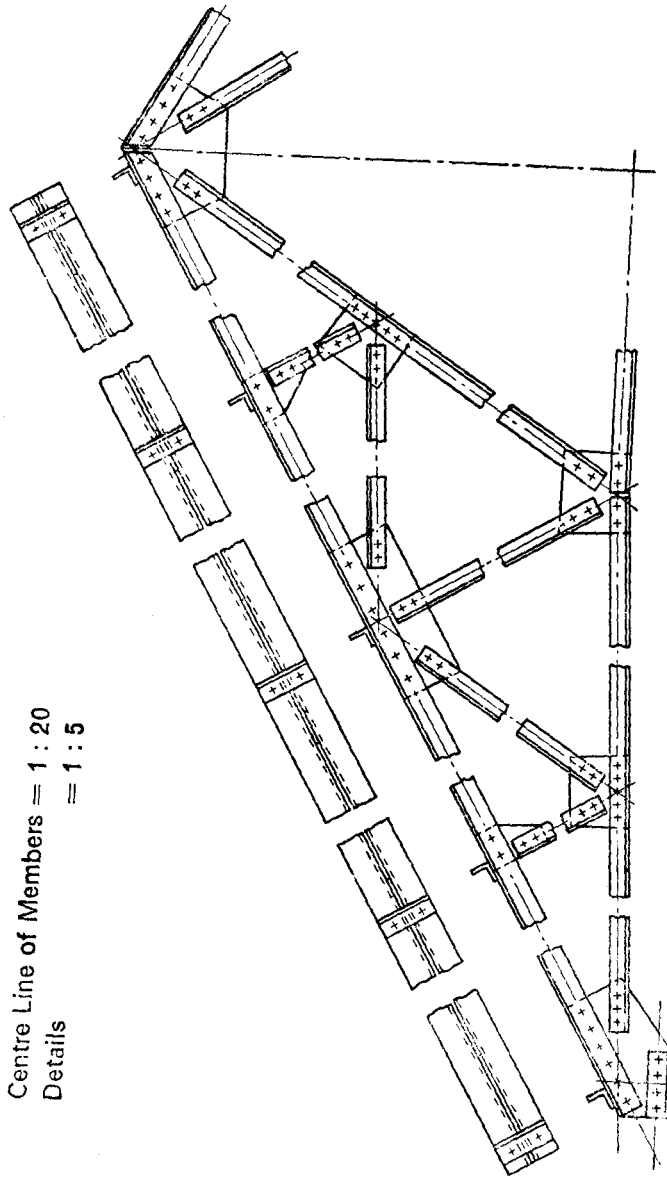 Centre Line of Members = 1 : 20
Details = 1 : 5